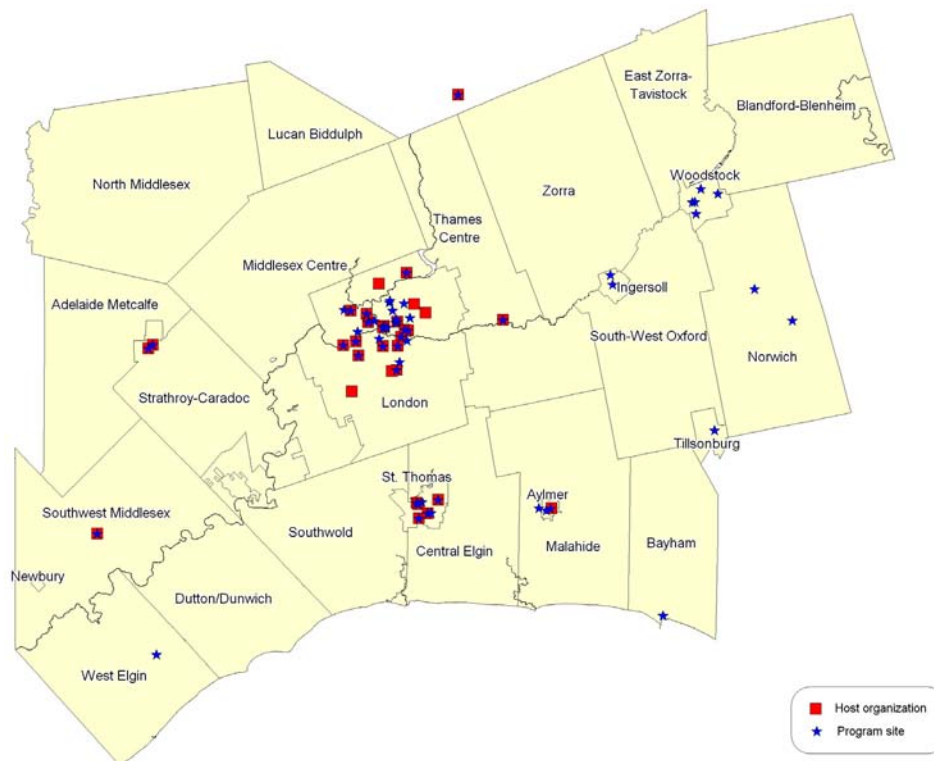 East Zorra-
Tavistock
Blandford-Blenheim
Lucan Biddulph
North Middlesex
Woodstock
Zorra
Thames
Centre
Middlesex Centre
Ingersoll
Adelaide Metcalfe
South-West Oxford
Norwich
Strathroy-Caradoc
London
Tillsonburg
St. Thomas
Aylmer
Southwest Middlesex
Southwold
Central Elgin
Malahide
Bayham
Newbury
Dutton/Dunwich
West Elgin
Host organization
Program site